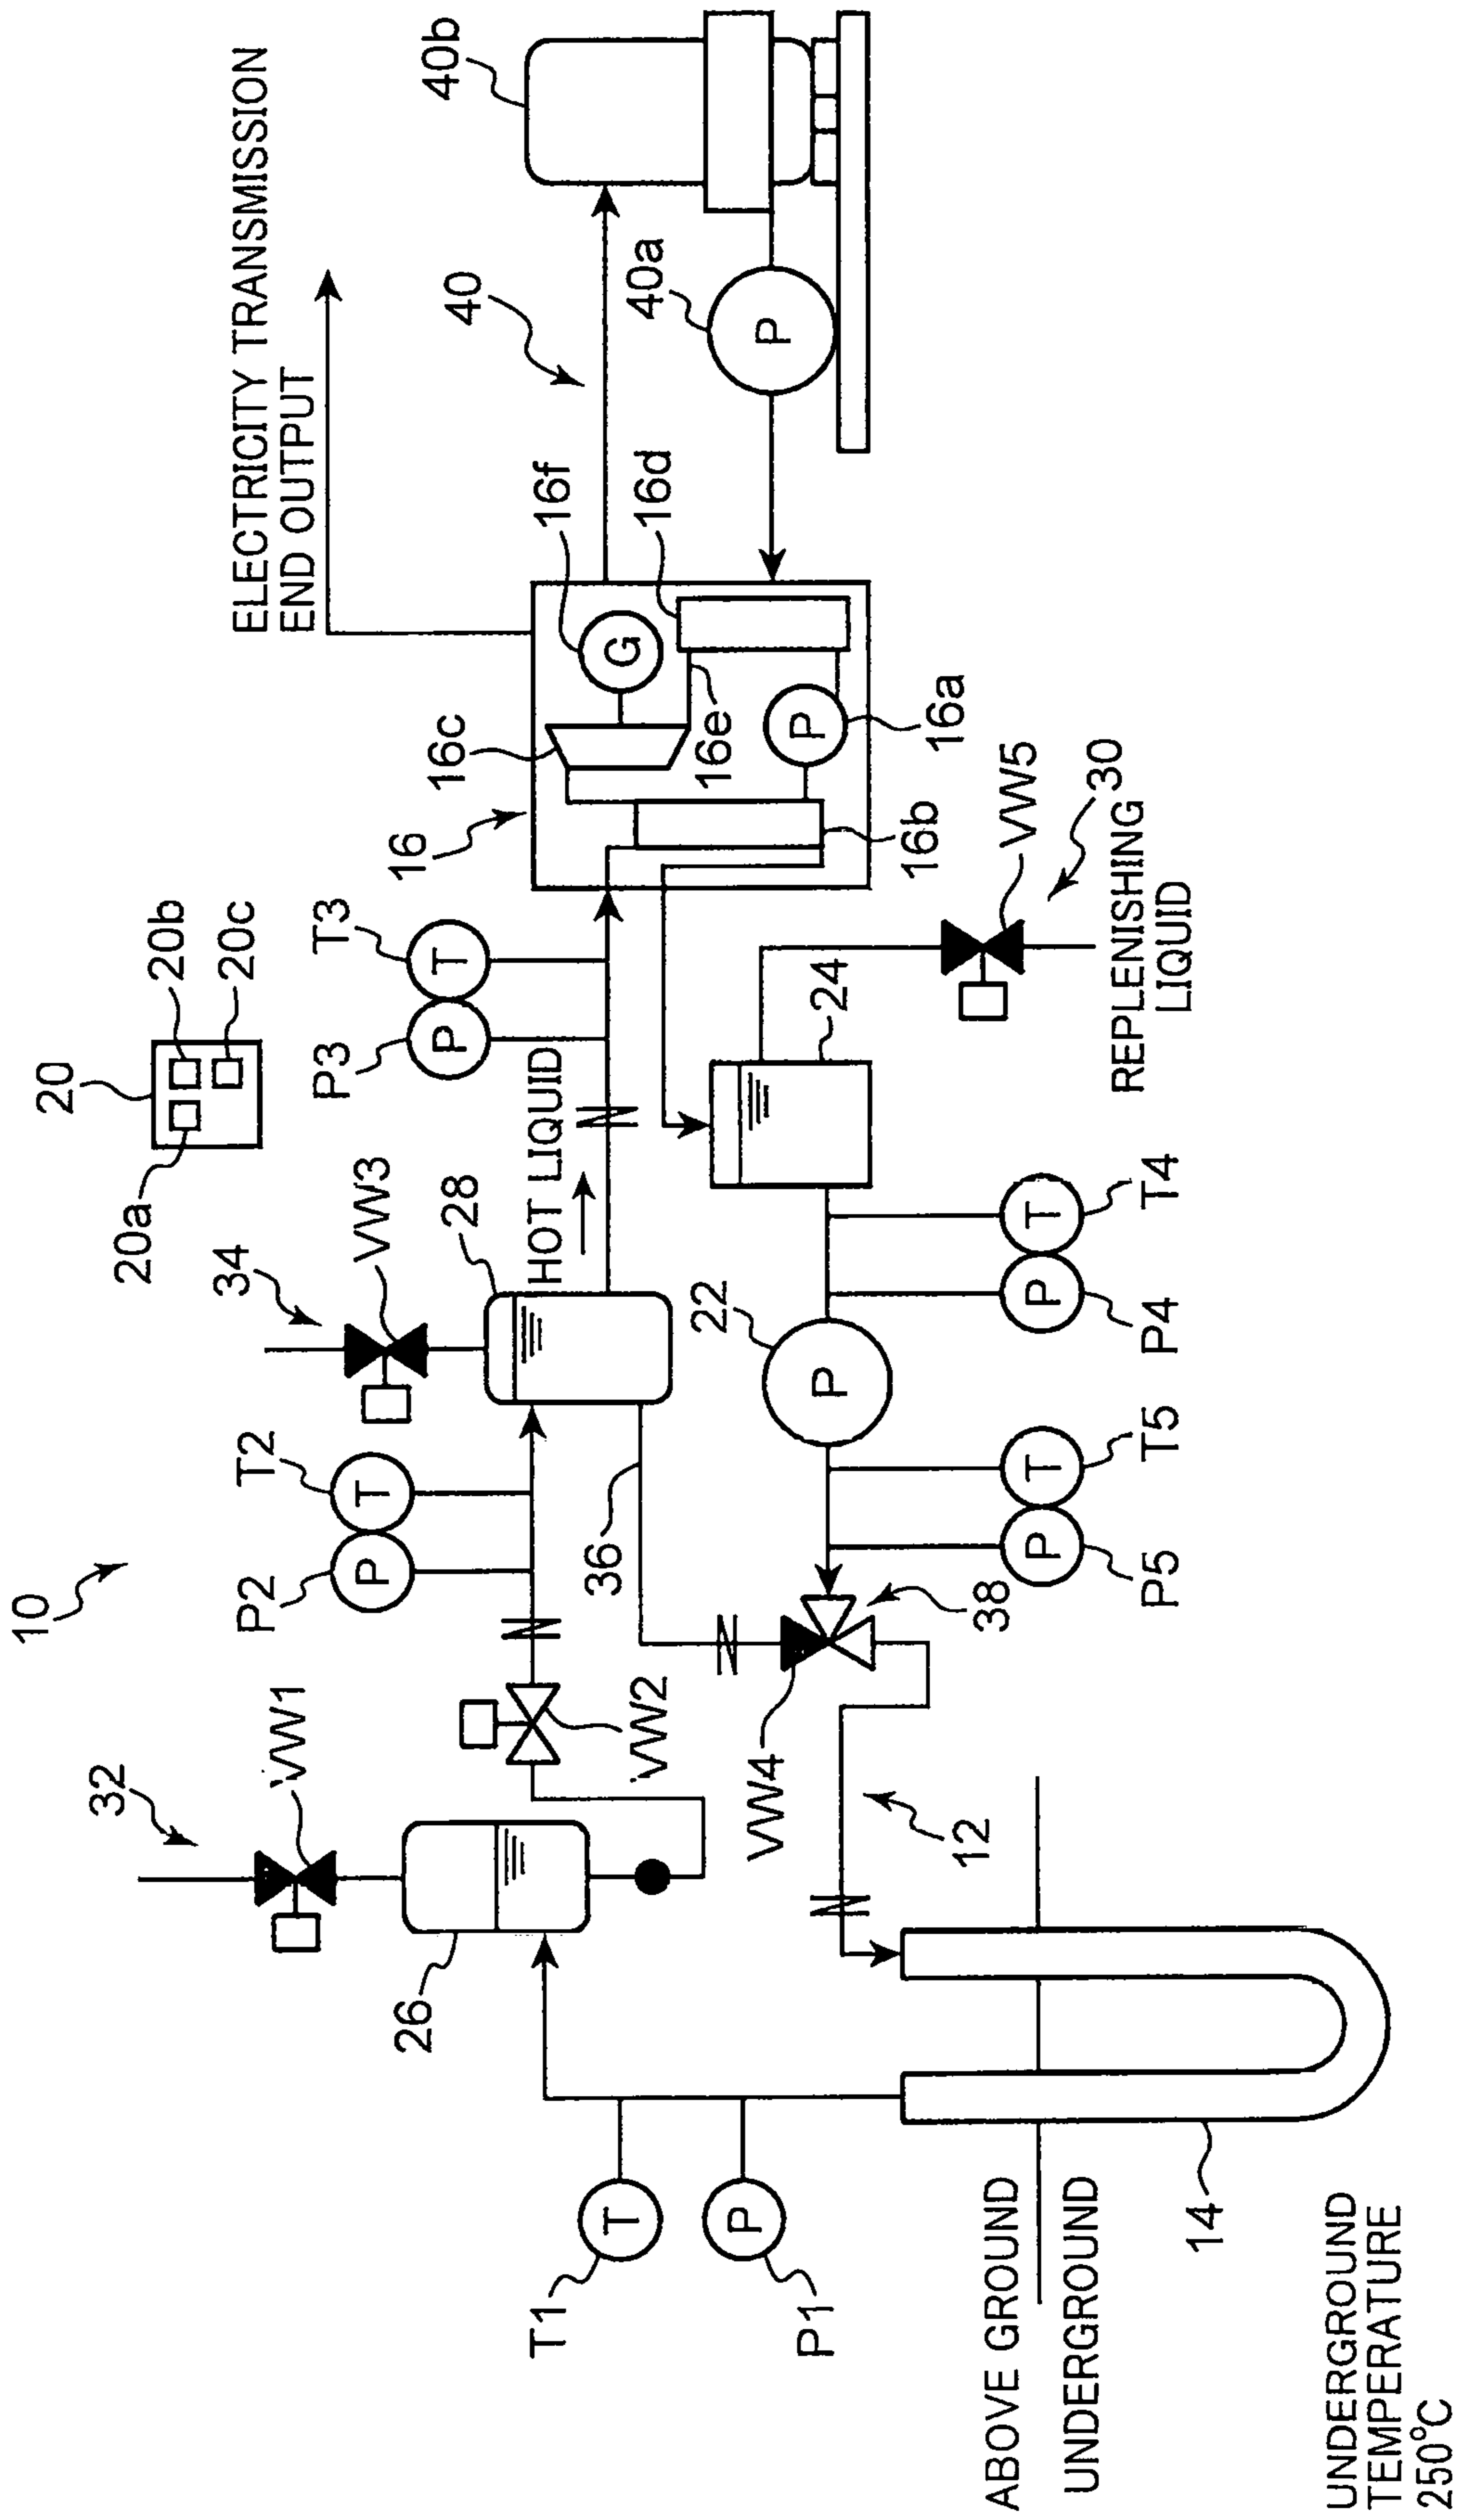 10
32
VW1
26
T1
P1
P2
T2
34
VW3
28
20
20a
20b
20c
P3
T3
HOT LIQUID
16
16c
16f
16d
16e
16a
16b
ELECTRICITY TRANSMISSION
END OUTPUT
40
40a
40b
VW2
36
VW4
38
12
22
24
P
T
P
T
P
T
P
T
P
T
P
P
P
G
P5
T5
P4
T4
VW5
30
REPLENISHING
LIQUID
ABOVE GROUND
UNDERGROUND
14
UNDERGROUND
TEMPERATURE
250°C